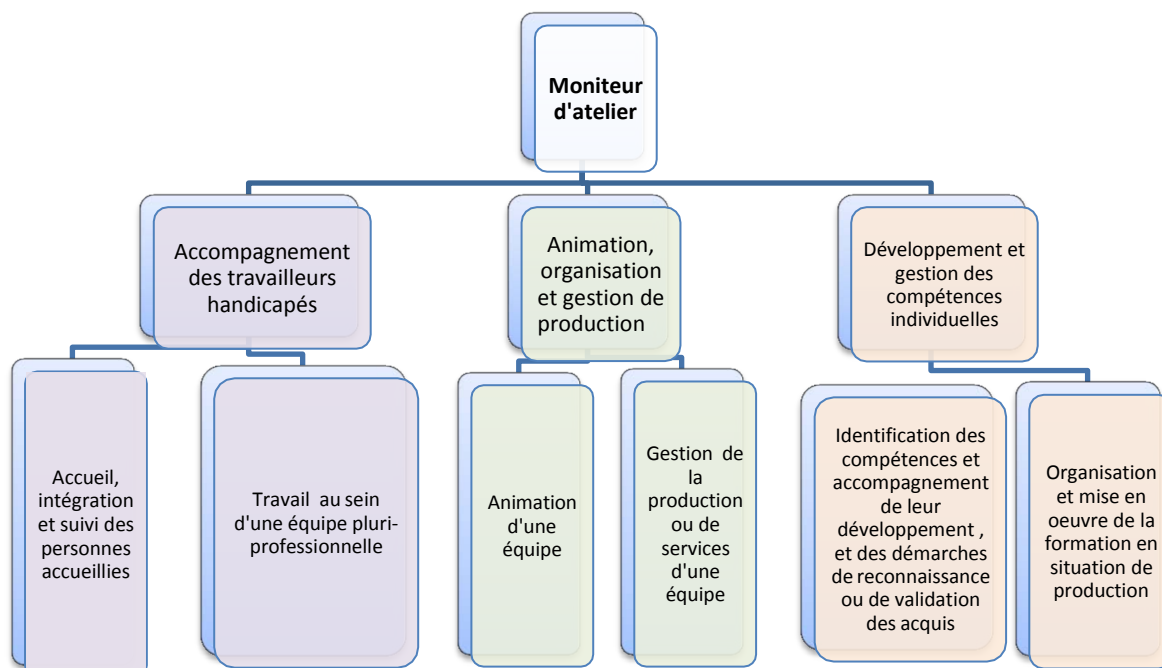 Moniteur
d'atelier
Accompagnement
des travailleurs
handicapés
Animation,
organisation
et gestion de
production
Développement et
gestion des
compétences
individuelles
Accueil,
intégration
et suivi des
personnes
accueillies
Travail au sein
d'une équipe pluri-
professionnelle
Animation
d'une
équipe
Gestion de
la
production
ou de
services
d'une
équipe
Identification des
compétences et
accompagnement
de leur
développement ,
et des démarches
de reconnaissance
ou de validation
des acquis
Organisation
et mise en
oeuvre de la
formation en
situation de
production